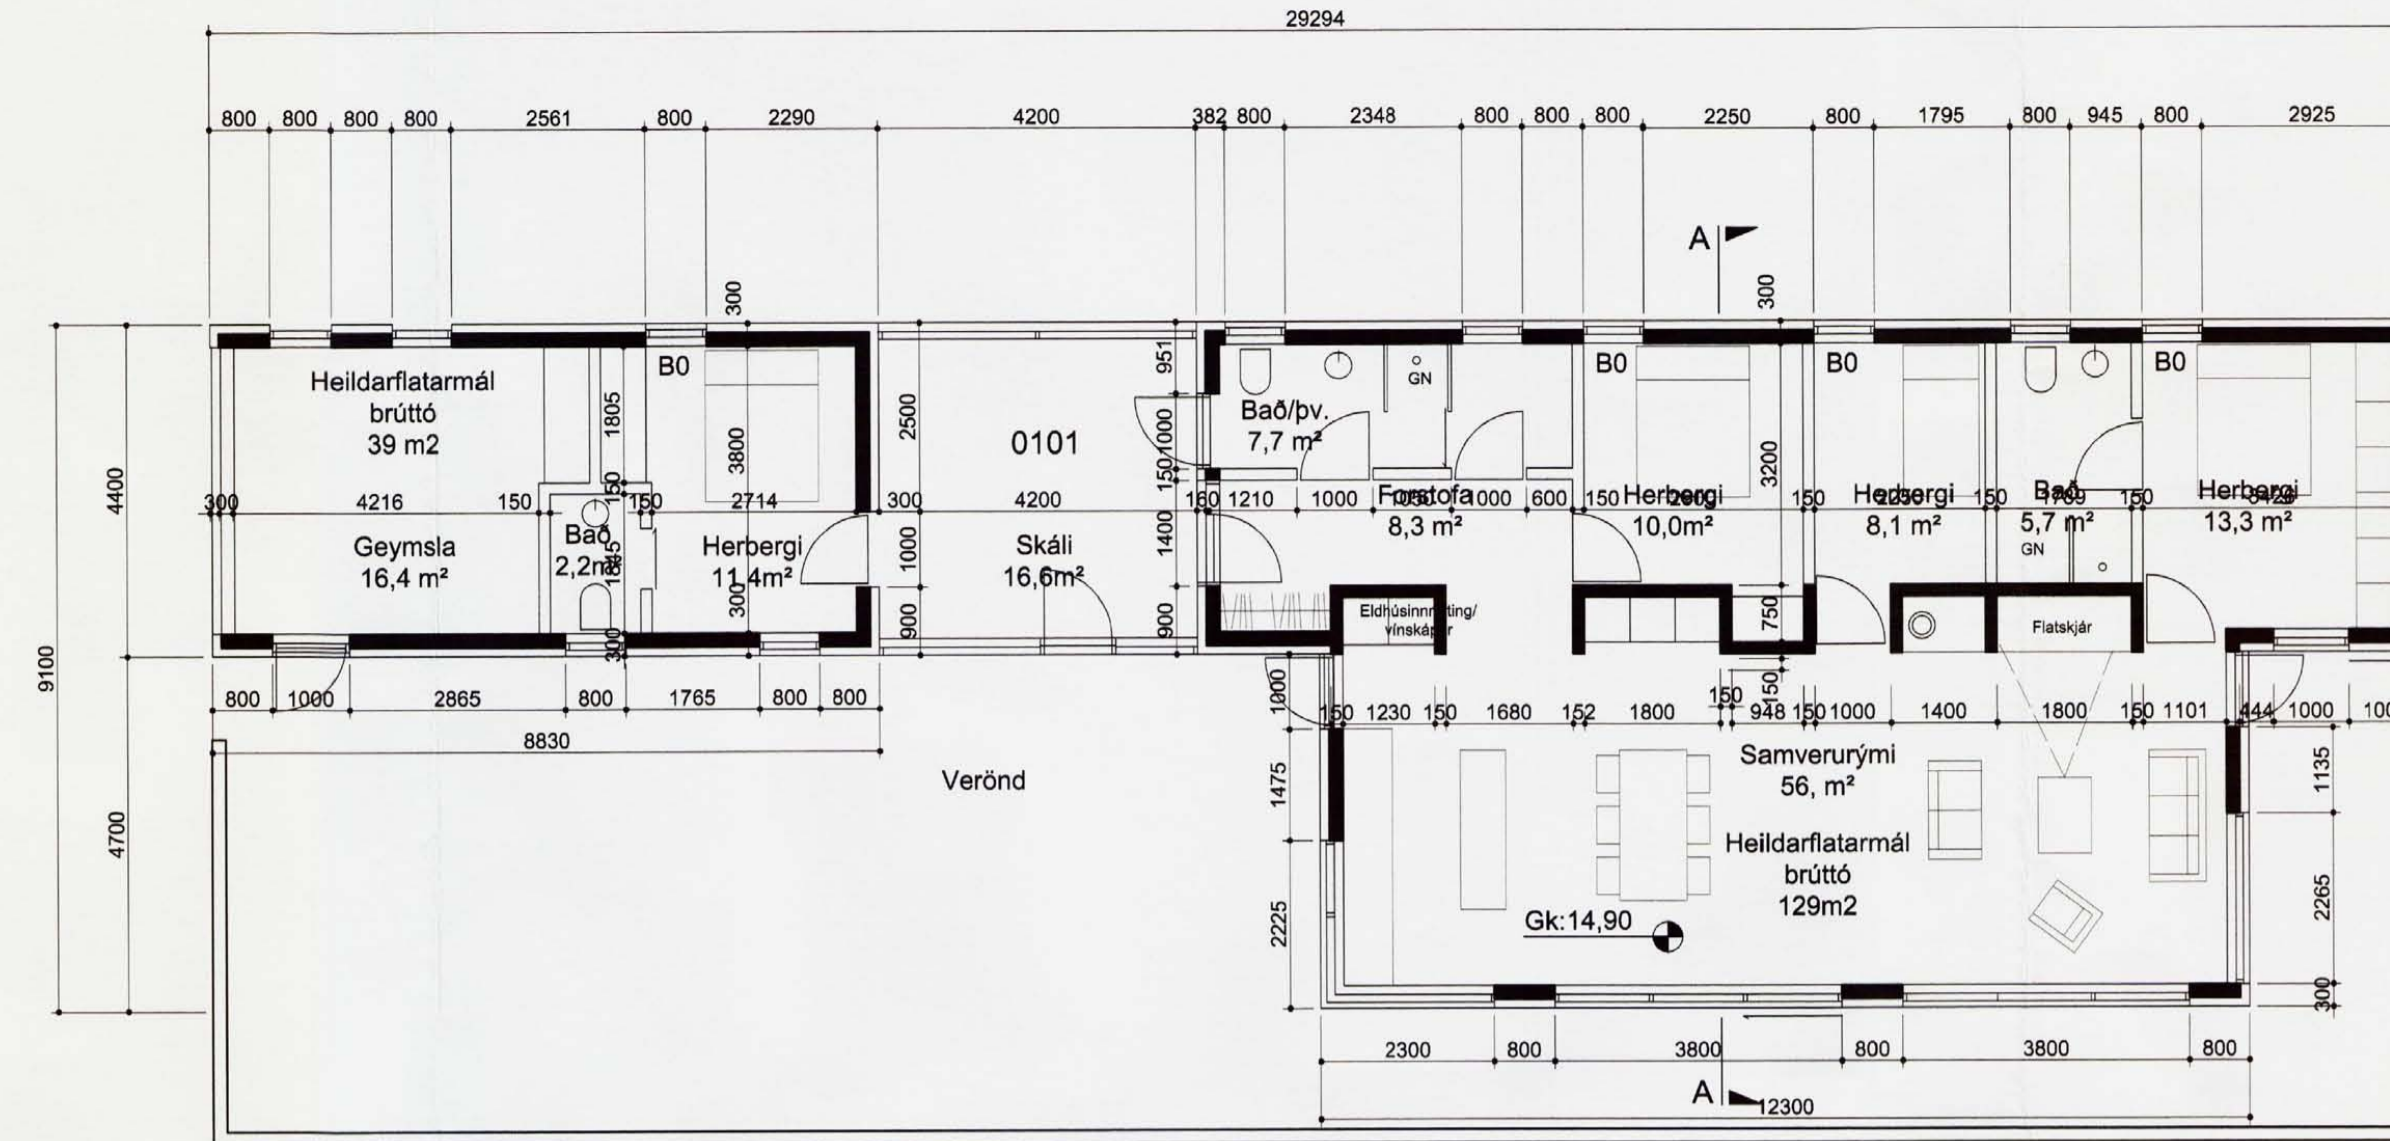 29294
800 800 800 800 2561 800 2290 4200 382 800 2348 800 800 800 2250 800 1795 800 945 800 2925
A
300 300
B0 B0 B0 B0
Heildarflatarmál
brúttó
39 m2
1805
3800
2500
0101
951
1000
150
GN
Bað/þv.
7,7 m²
3200
4400
9100
4700
300 4216 150 150 150 2714 300 4200 160 1210 1000 600 150 150 150 150
Geymsla
16,4 m²
Bað
2,2m²
1845
Herbergi
11,4m²
1000
Skáli
16,6m²
1400
Forstofa
8,3 m²
Herbergi
10,0m²
Herbergi
8,1 m²
Bað
5,7 m²
GN
Herbergi
13,3 m²
300 300 900 900
Eldhúsinnrétting/
vínskápur
750
Flatskjár
800 1000 2865 800 1765 800 800
8830
1000
150 1230 150 1680 152 1800 150 948 150 150 1000 1400 1800 150 1101 444 1000 100
Verönd
1475
Samverurými
56, m²
1135
Heildarflatarmál
brúttó
129m2
2225
Gk:14,90
2265
300
2300 800 3800 800 3800 800
A
12300